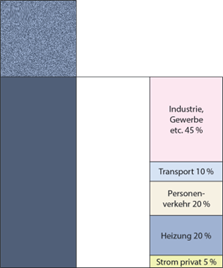 Industrie,
Gewerbe
etc. 45 %
Transport 10 %
Personen-
verkehr 20 %
Heizung 20 %
Strom privat 5 %